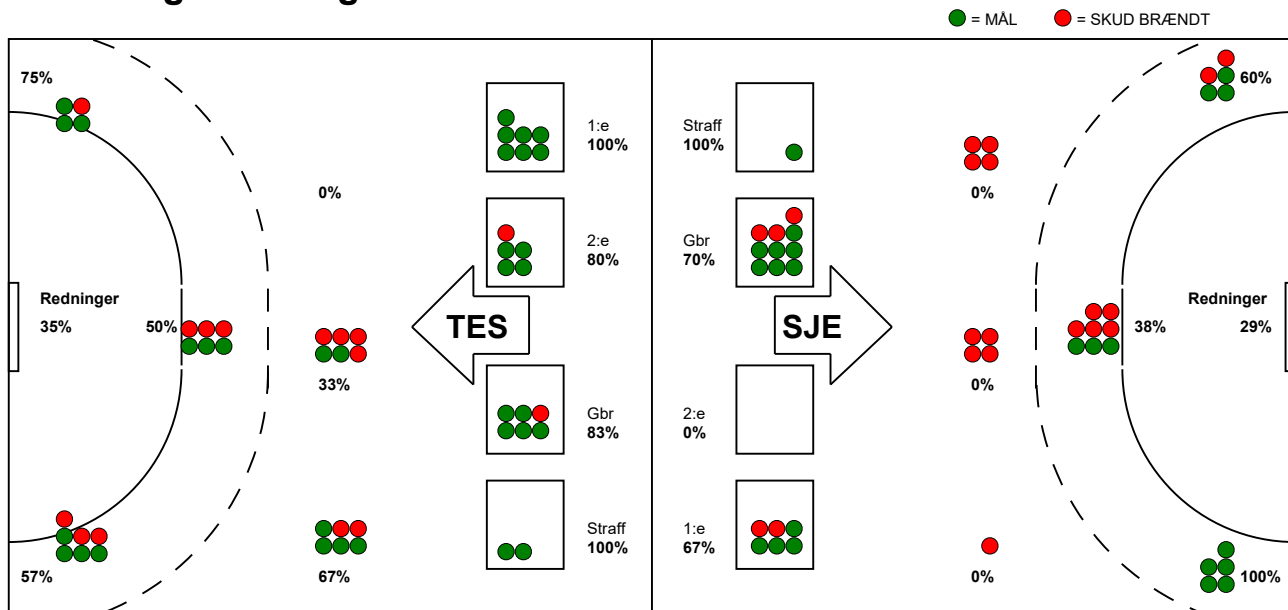 = MÅL
= SKUD BRÆNDT
75%
1:e
100%
Straff
100%
60%
0%
0%
2:e
80%
Gbr
70%
Redninger
35%
50%
TES
33%
SJE
0%
38%
Redninger
29%
Gbr
83%
2:e
0%
Straff
100%
1:e
67%
57%
67%
0%
100%